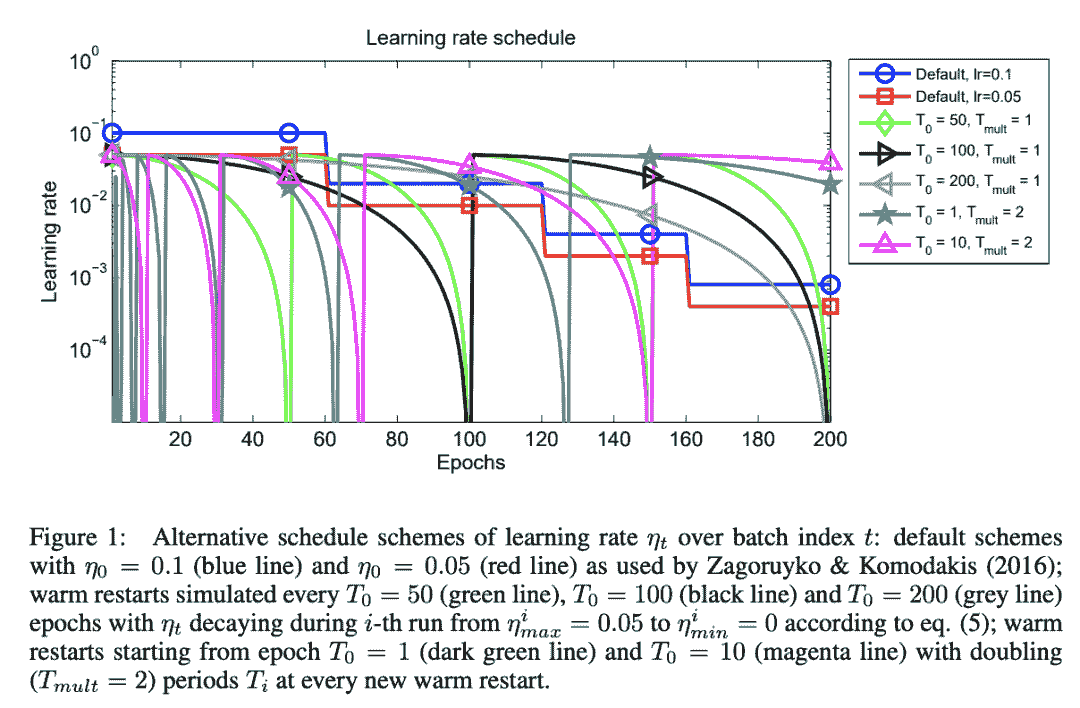 Learning rate schedule
10^0
10^-1
10^-2
10^-3
10^-4
Learning rate
20 40 60 80 100 120 140 160 180 200
Epochs
Default, lr=0.1
Default, lr=0.05
T_0 = 50, T_mult = 1
T_0 = 100, T_mult = 1
T_0 = 200, T_mult = 1
T_0 = 1, T_mult = 2
T_0 = 10, T_mult = 2
Figure 1: Alternative schedule schemes of learning rate η_t over batch index t: default schemes
with η_0 = 0.1 (blue line) and η_0 = 0.05 (red line) as used by Zagoruyko & Komodakis (2016);
warm restarts simulated every T_0 = 50 (green line), T_0 = 100 (black line) and T_0 = 200 (grey line)
epochs with η_t decaying during i-th run from η^i_max = 0.05 to η^i_min = 0 according to eq. (5); warm
restarts starting from epoch T_0 = 1 (dark green line) and T_0 = 10 (magenta line) with doubling
(T_mult = 2) periods T_i at every new warm restart.